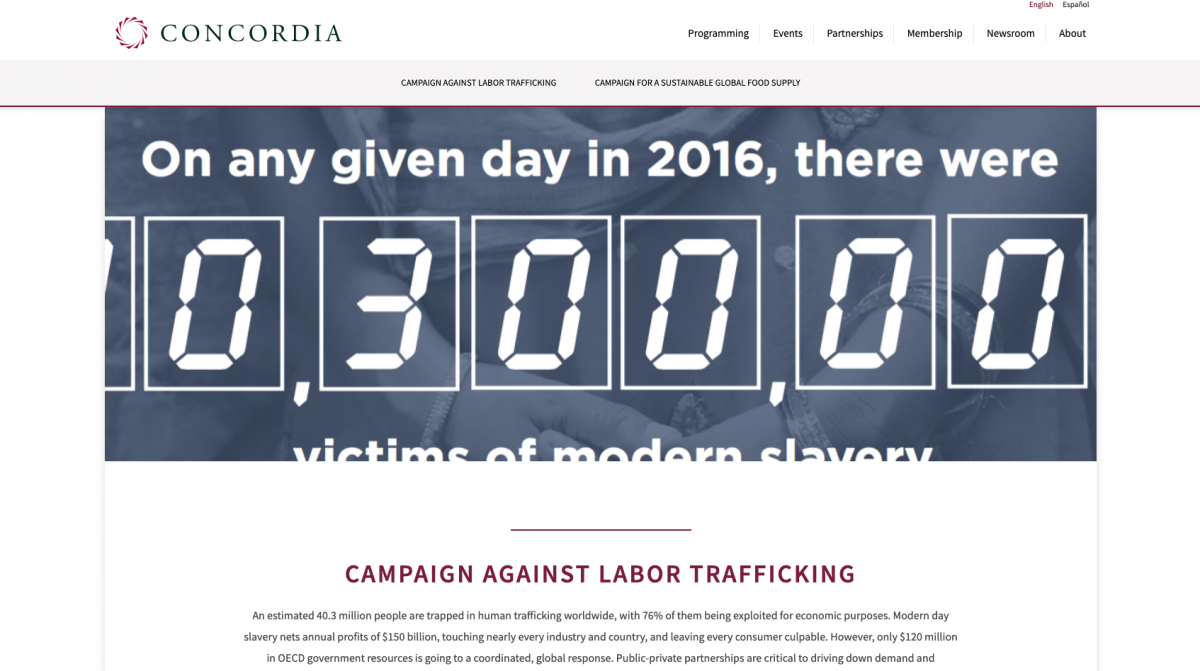 English Español
CONCORDIA
Programming Events Partnerships Membership Newsroom About
CAMPAIGN AGAINST LABOR TRAFFICKING CAMPAIGN FOR A SUSTAINABLE GLOBAL FOOD SUPPLY
On any given day in 2016, there were
0,300,00
victims of modern slavery
CAMPAIGN AGAINST LABOR TRAFFICKING
An estimated 40.3 million people are trapped in human trafficking worldwide, with 76% of them being exploited for economic purposes. Modern day
slavery nets annual profits of $150 billion, touching nearly every industry and country, and leaving every consumer culpable. However, only $120 million
in OECD government resources is going to a coordinated, global response. Public-private partnerships are critical to driving down demand and